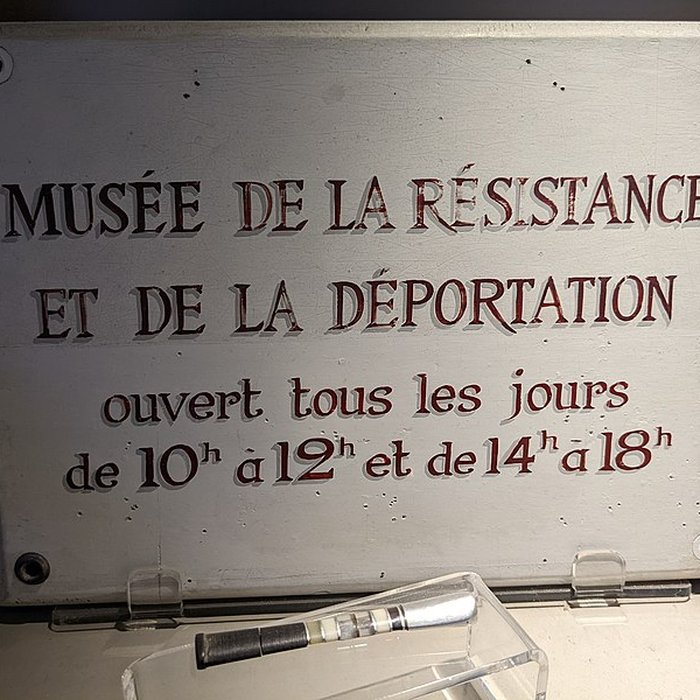 MUSÉE DE LA RÉSISTANCE
ET DE LA DÉPORTATION
ouvert tous les jours
de 10h à 12h et de 14h à 18h